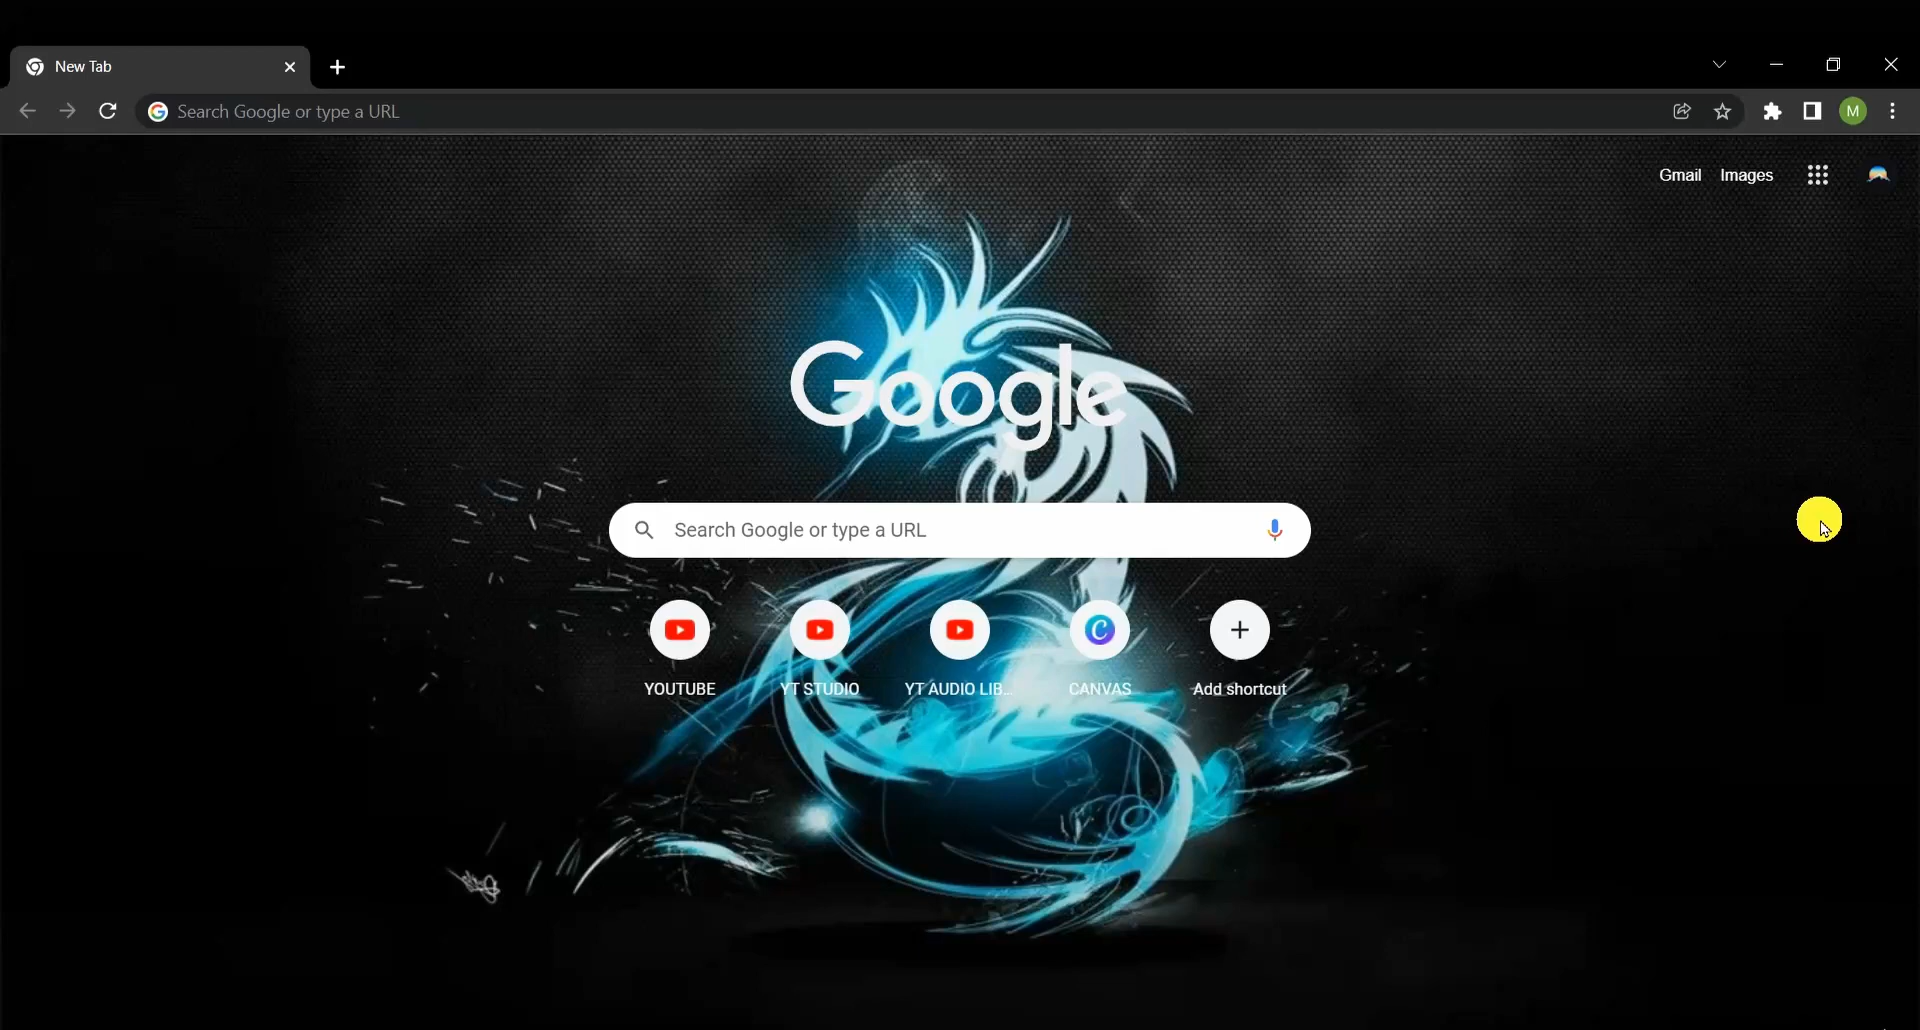 New Tab
Search Google or type a URL
M
Gmail Images
Google
Search Google or type a URL
YOUTUBE
YT STUDIO
YT AUDIO LIB...
CANVAS
Add shortcut